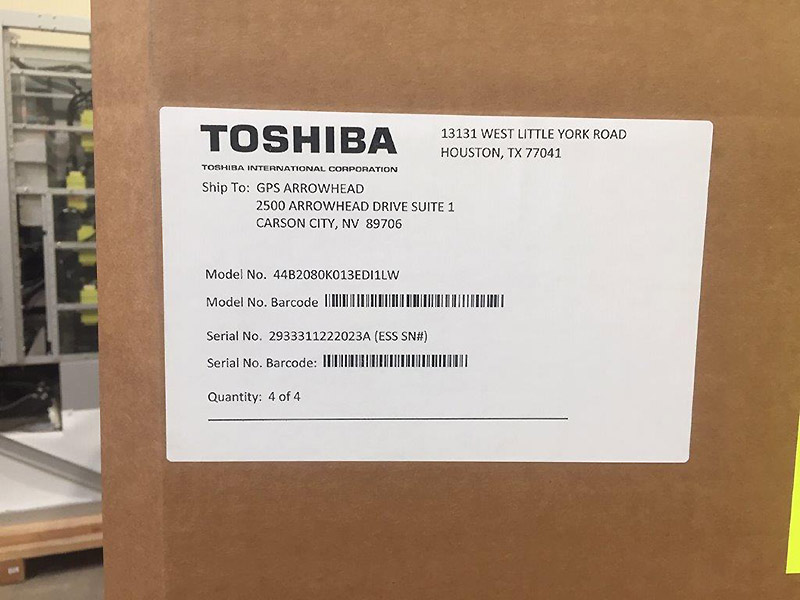 TOSHIBA
TOSHIBA INTERNATIONAL CORPORATION
13131 WEST LITTLE YORK ROAD
HOUSTON, TX 77041
Ship To: GPS ARROWHEAD
2500 ARROWHEAD DRIVE SUITE 1
CARSON CITY, NV 89706
Model No. 44B2080K013EDI1LW
Model No. Barcode
Serial No. 2933311222023A (ESS SN#)
Serial No. Barcode:
Quantity: 4 of 4